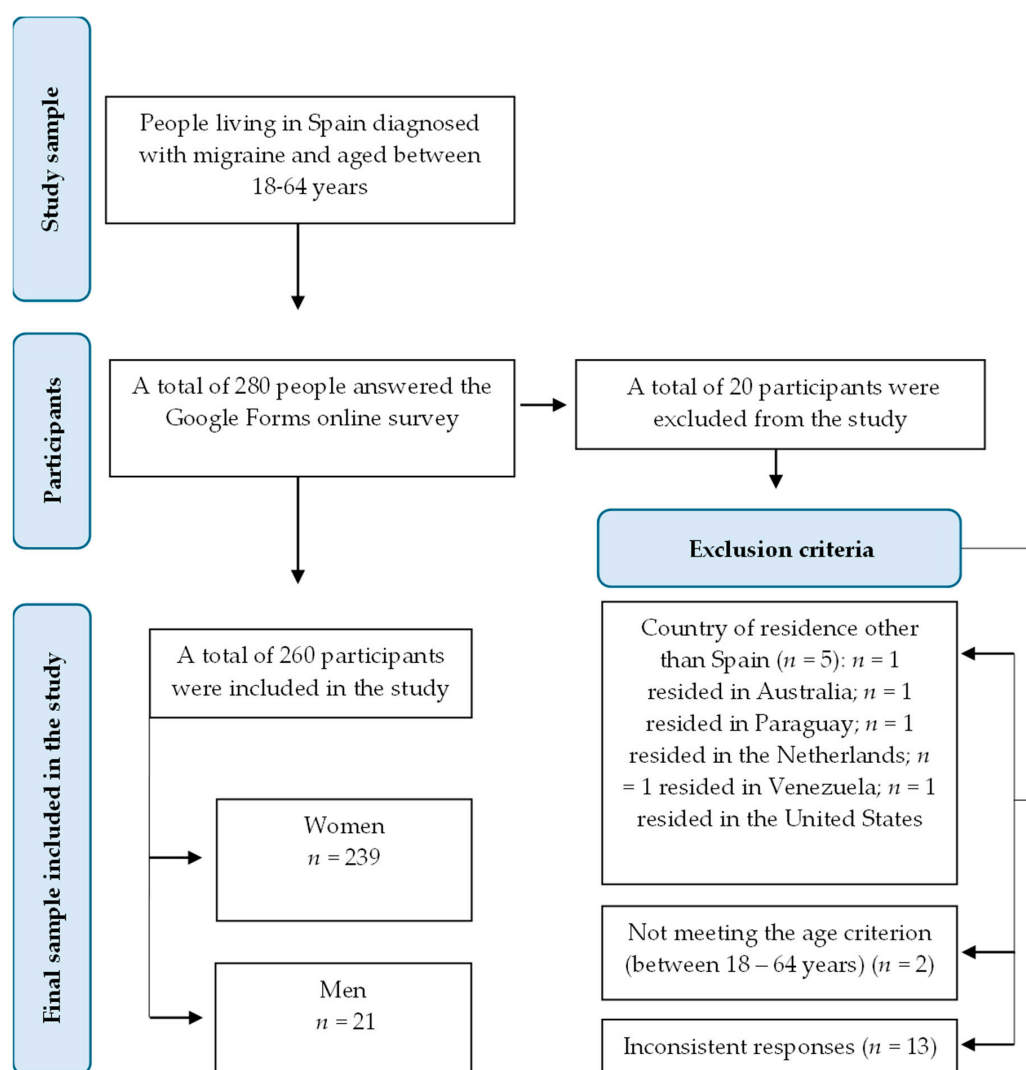 Study sample
People living in Spain diagnosed
with migraine and aged between
18-64 years
Participants
A total of 280 people answered the
Google Forms online survey
A total of 20 participants were
excluded from the study
Exclusion criteria
Final sample included in the study
A total of 260 participants
were included in the study
Women
n = 239
Men
n = 21
Country of residence other
than Spain (n = 5): n = 1
resided in Australia; n = 1
resided in Paraguay; n = 1
resided in the Netherlands; n
= 1 resided in Venezuela; n = 1
resided in the United States
Not meeting the age criterion
(between 18 – 64 years) (n = 2)
Inconsistent responses (n = 13)